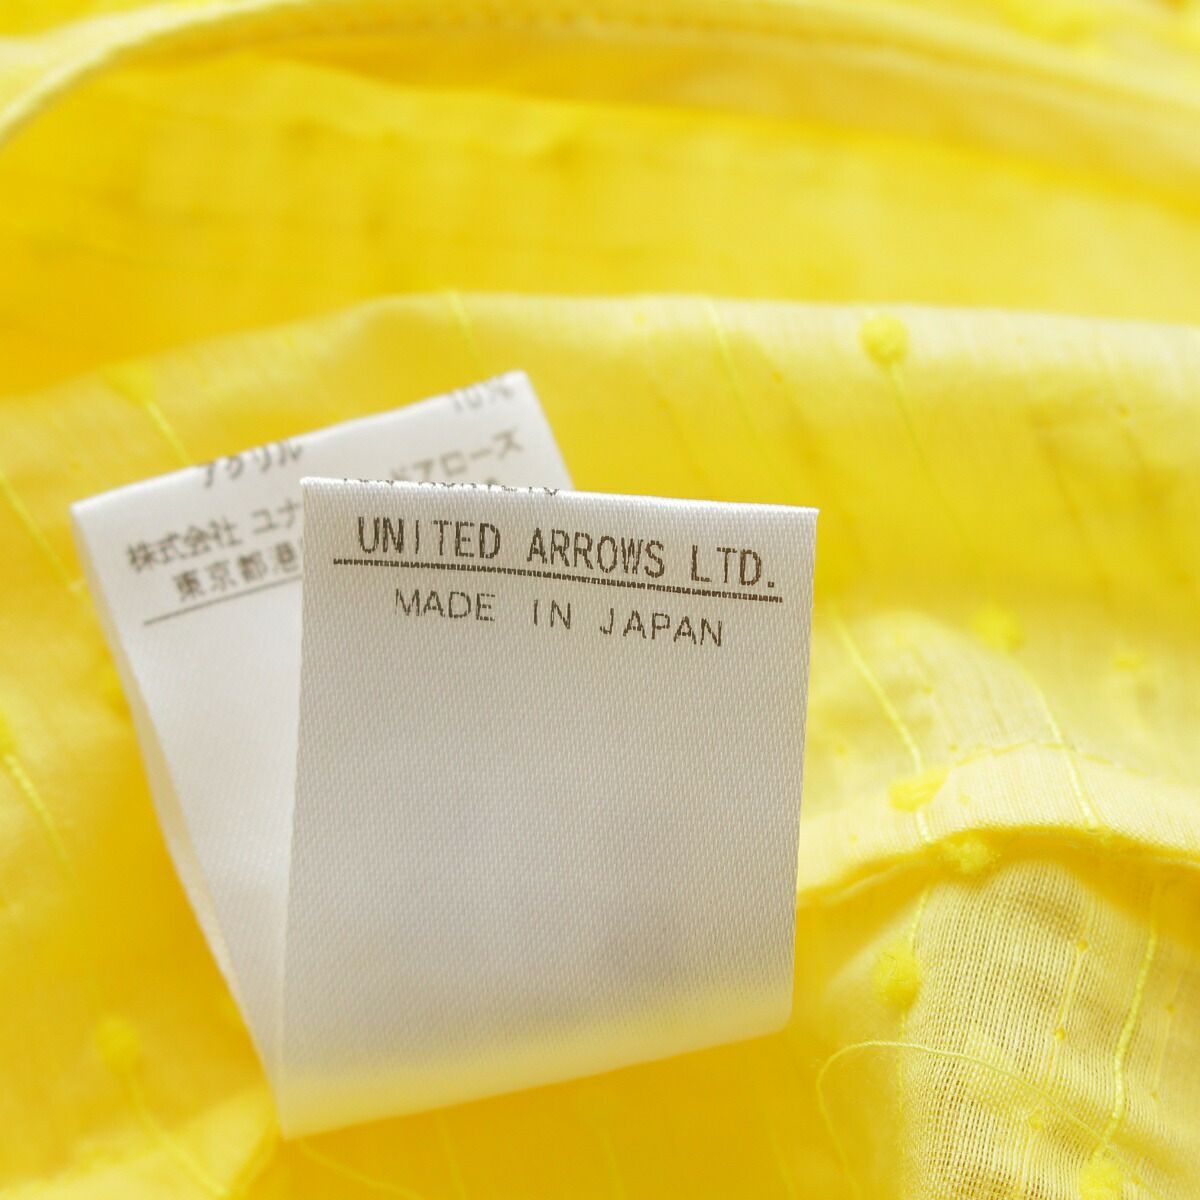 アクリル 10%
株式会社 ユナ ドアローズ
東京都港
UNITED ARROWS LTD.
MADE IN JAPAN